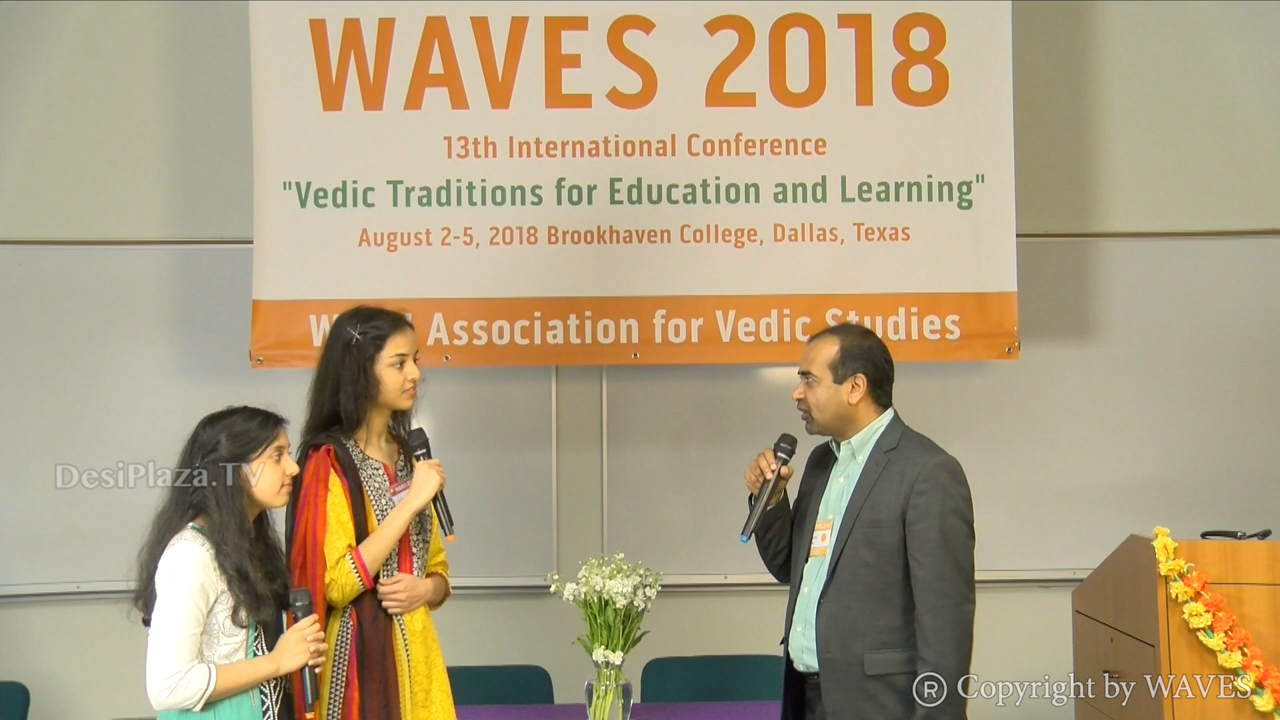 WAVES 2018
13th International Conference
"Vedic Traditions for Education and Learning"
August 2-5, 2018 Brookhaven College, Dallas, Texas
Association for Vedic Studies
DesiPlaza.TV
® Copyright by WAVES